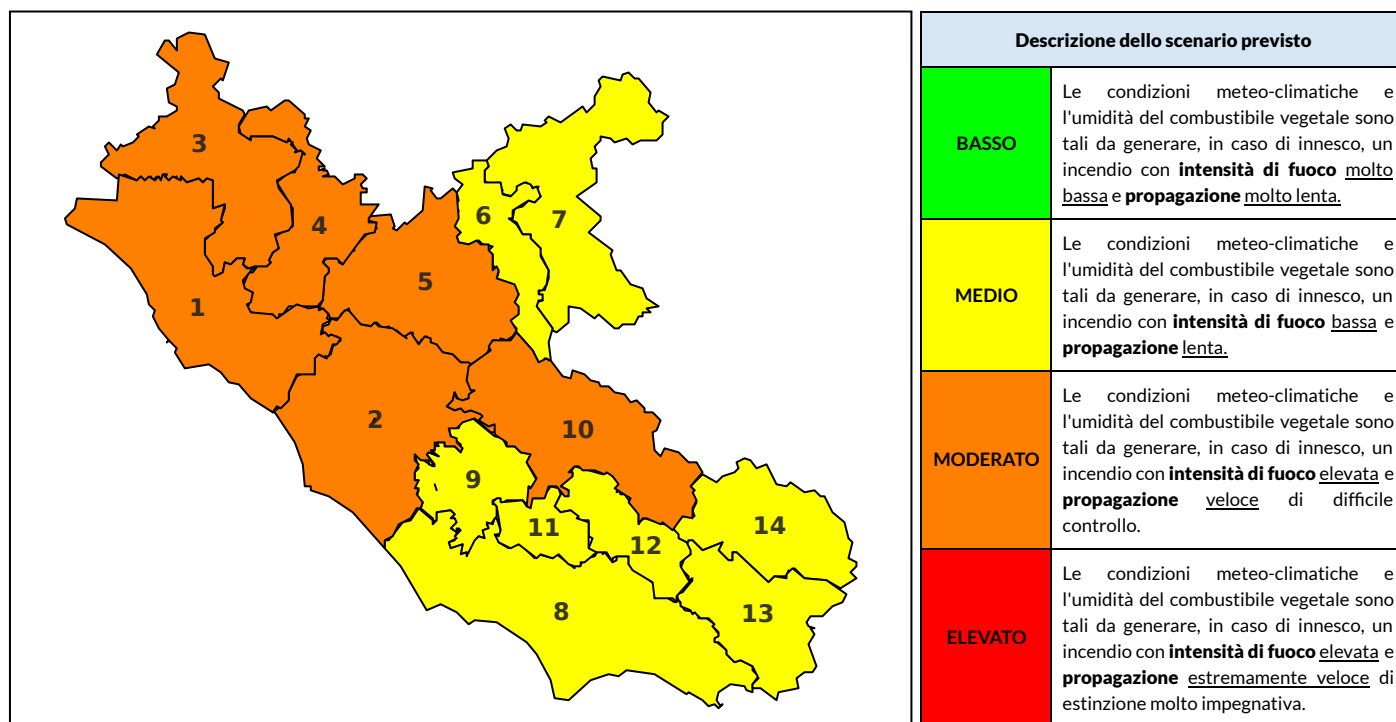 3
4
6
7
5
1
2
10
9
11
12
14
8
13
Descrizione dello scenario previsto
BASSO
Le condizioni meteo-climatiche e
l'umidità del combustibile vegetale sono
tali da generare, in caso di innesco, un
incendio con intensità di fuoco molto
bassa e propagazione molto lenta.
MEDIO
Le condizioni meteo-climatiche e
l'umidità del combustibile vegetale sono
tali da generare, in caso di innesco, un
incendio con intensità di fuoco bassa e
propagazione lenta.
MODERATO
Le condizioni meteo-climatiche e
l'umidità del combustibile vegetale sono
tali da generare, in caso di innesco, un
incendio con intensità di fuoco elevata e
propagazione veloce di difficile
controllo.
ELEVATO
Le condizioni meteo-climatiche e
l'umidità del combustibile vegetale sono
tali da generare, in caso di innesco, un
incendio con intensità di fuoco elevata e
propagazione estremamente veloce di
estinzione molto impegnativa.